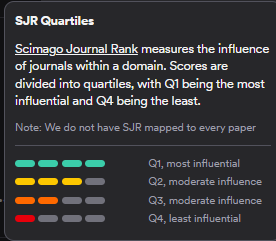 SJR Quartiles
Scimago Journal Rank measures the influence
of journals within a domain. Scores are
divided into quartiles, with Q1 being the most
influential and Q4 being the least.
Note: We do not have SJR mapped to every paper
Q1, most influential
Q2, moderate influence
Q3, moderate influence
Q4, least influential